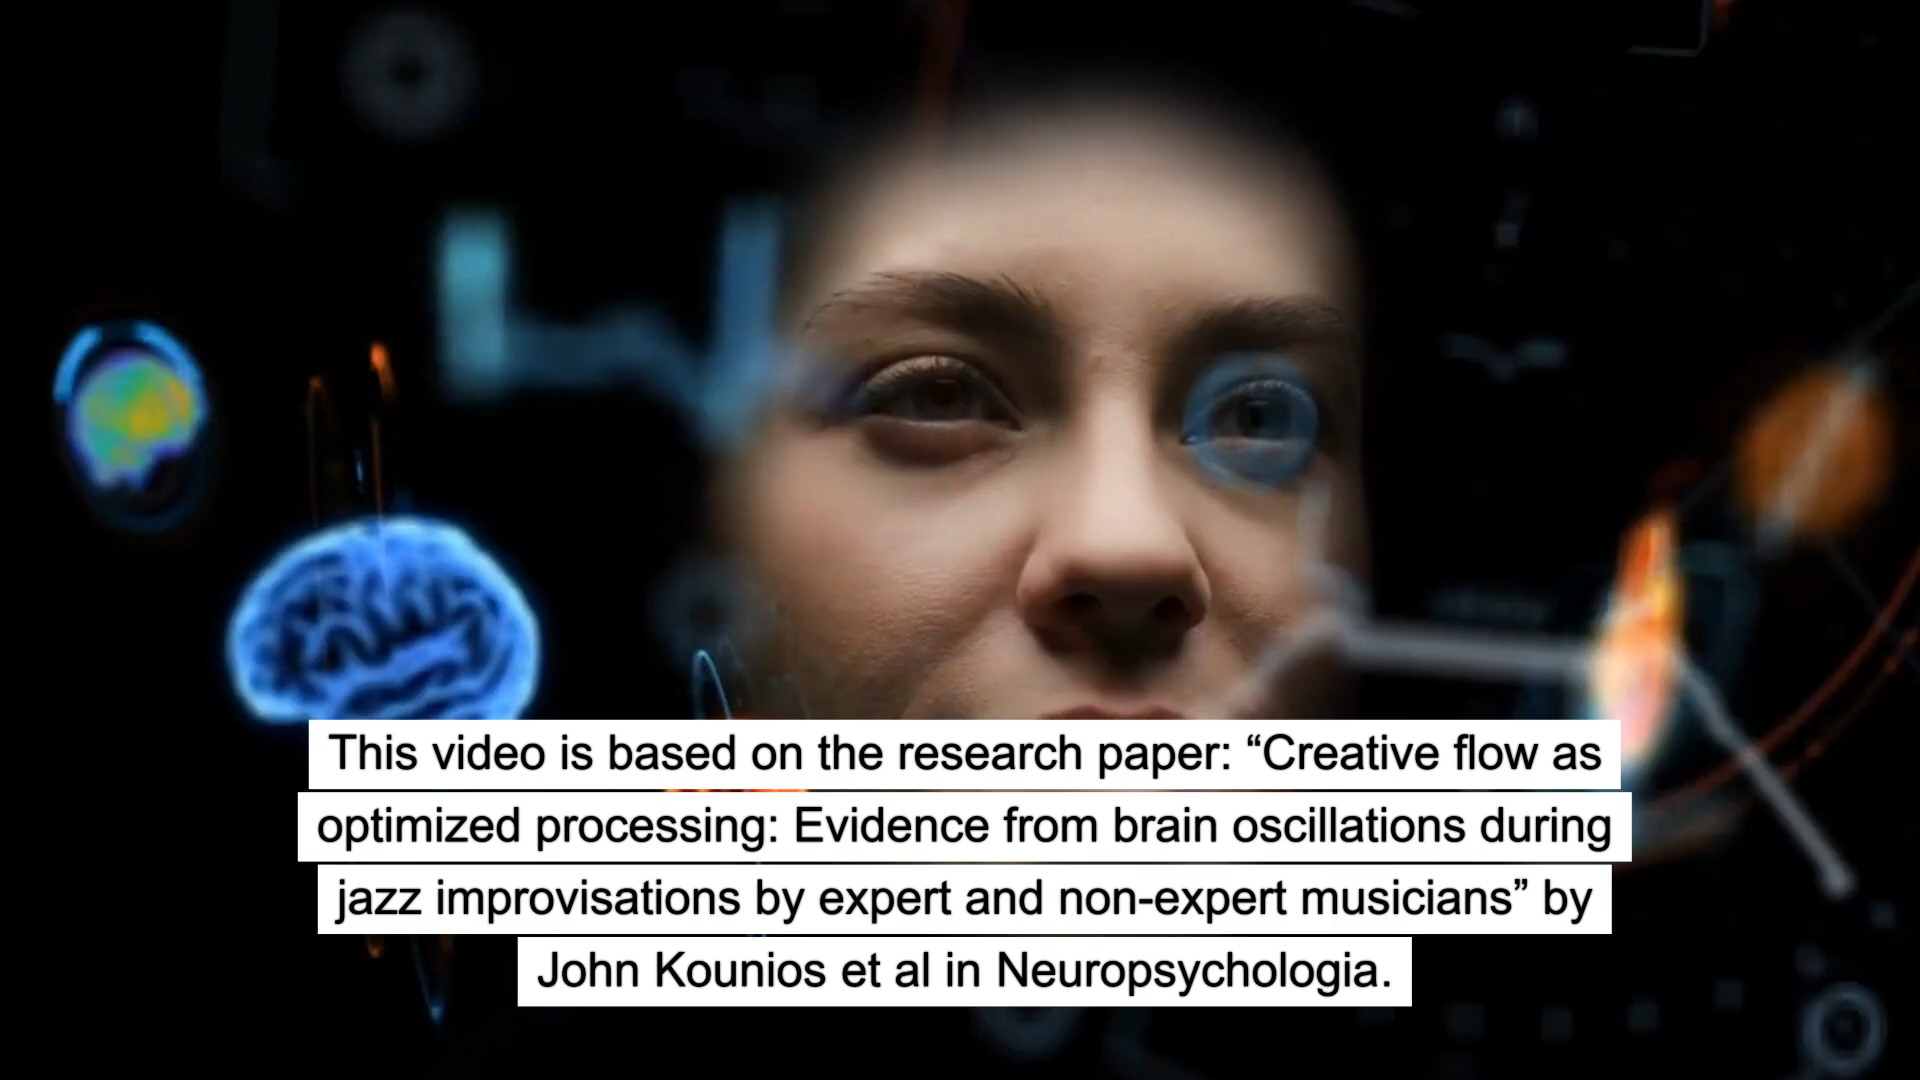 This video is based on the research paper: “Creative flow as
optimized processing: Evidence from brain oscillations during
jazz improvisations by expert and non-expert musicians” by
John Kounios et al in Neuropsychologia.